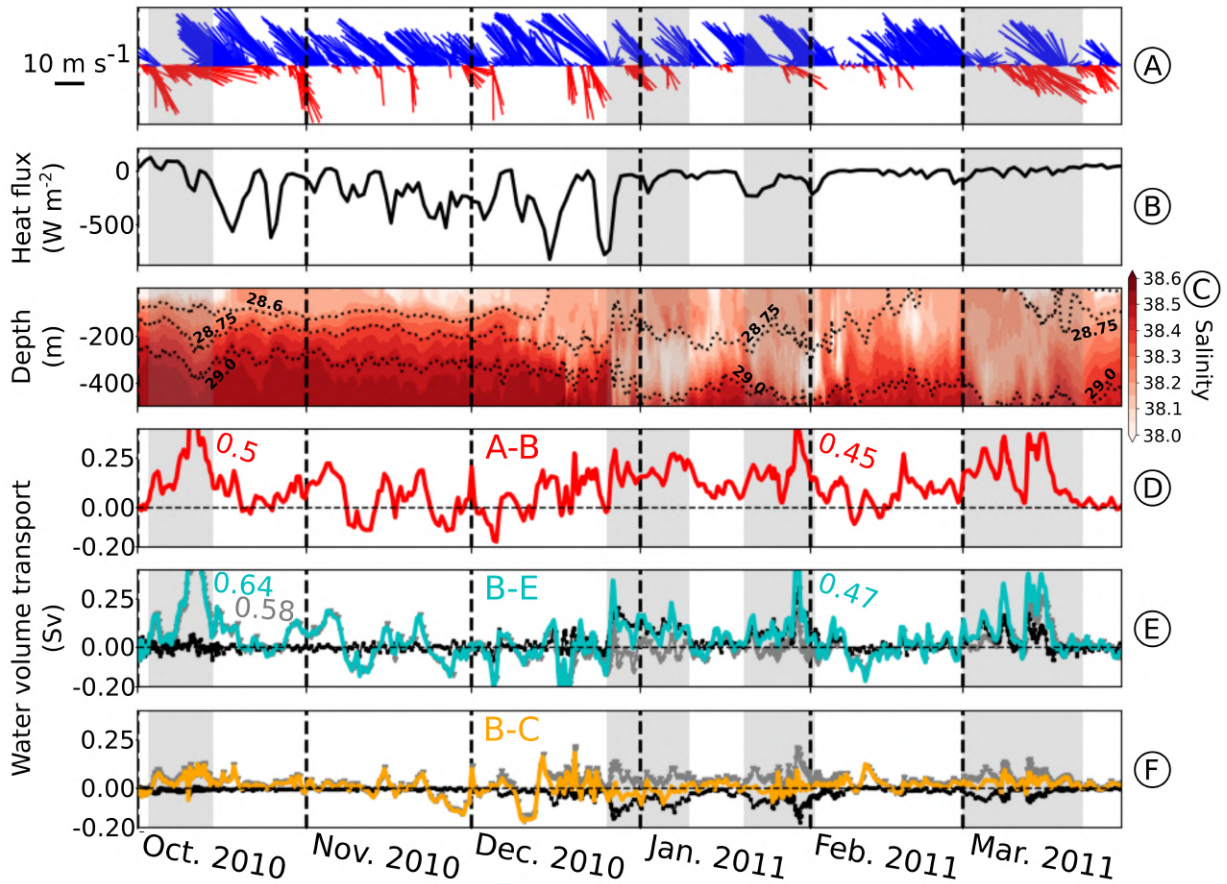 10 m s-1
A
Heat flux
(W m-2)
0
-500
B
Depth
(m)
-200
-400
28.6
28.75
29.0
28.75
29.0
28.75
29.0
C
Salinity
38.6
38.5
38.4
38.3
38.2
38.1
38.0
Water volume transport
(Sv)
0.25
0.00
-0.20
0.5
A-B
0.45
D
0.25
0.00
-0.20
0.64
0.58
B-E
0.47
E
0.25
0.00
-0.20
B-C
F
Oct. 2010
Nov. 2010
Dec. 2010
Jan. 2011
Feb. 2011
Mar. 2011